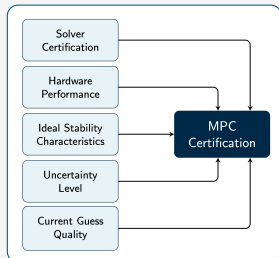 Solver
Certification
Hardware
Performance
Ideal Stability
Characteristics
Uncertainty
Level
Current Guess
Quality
MPC
Certification